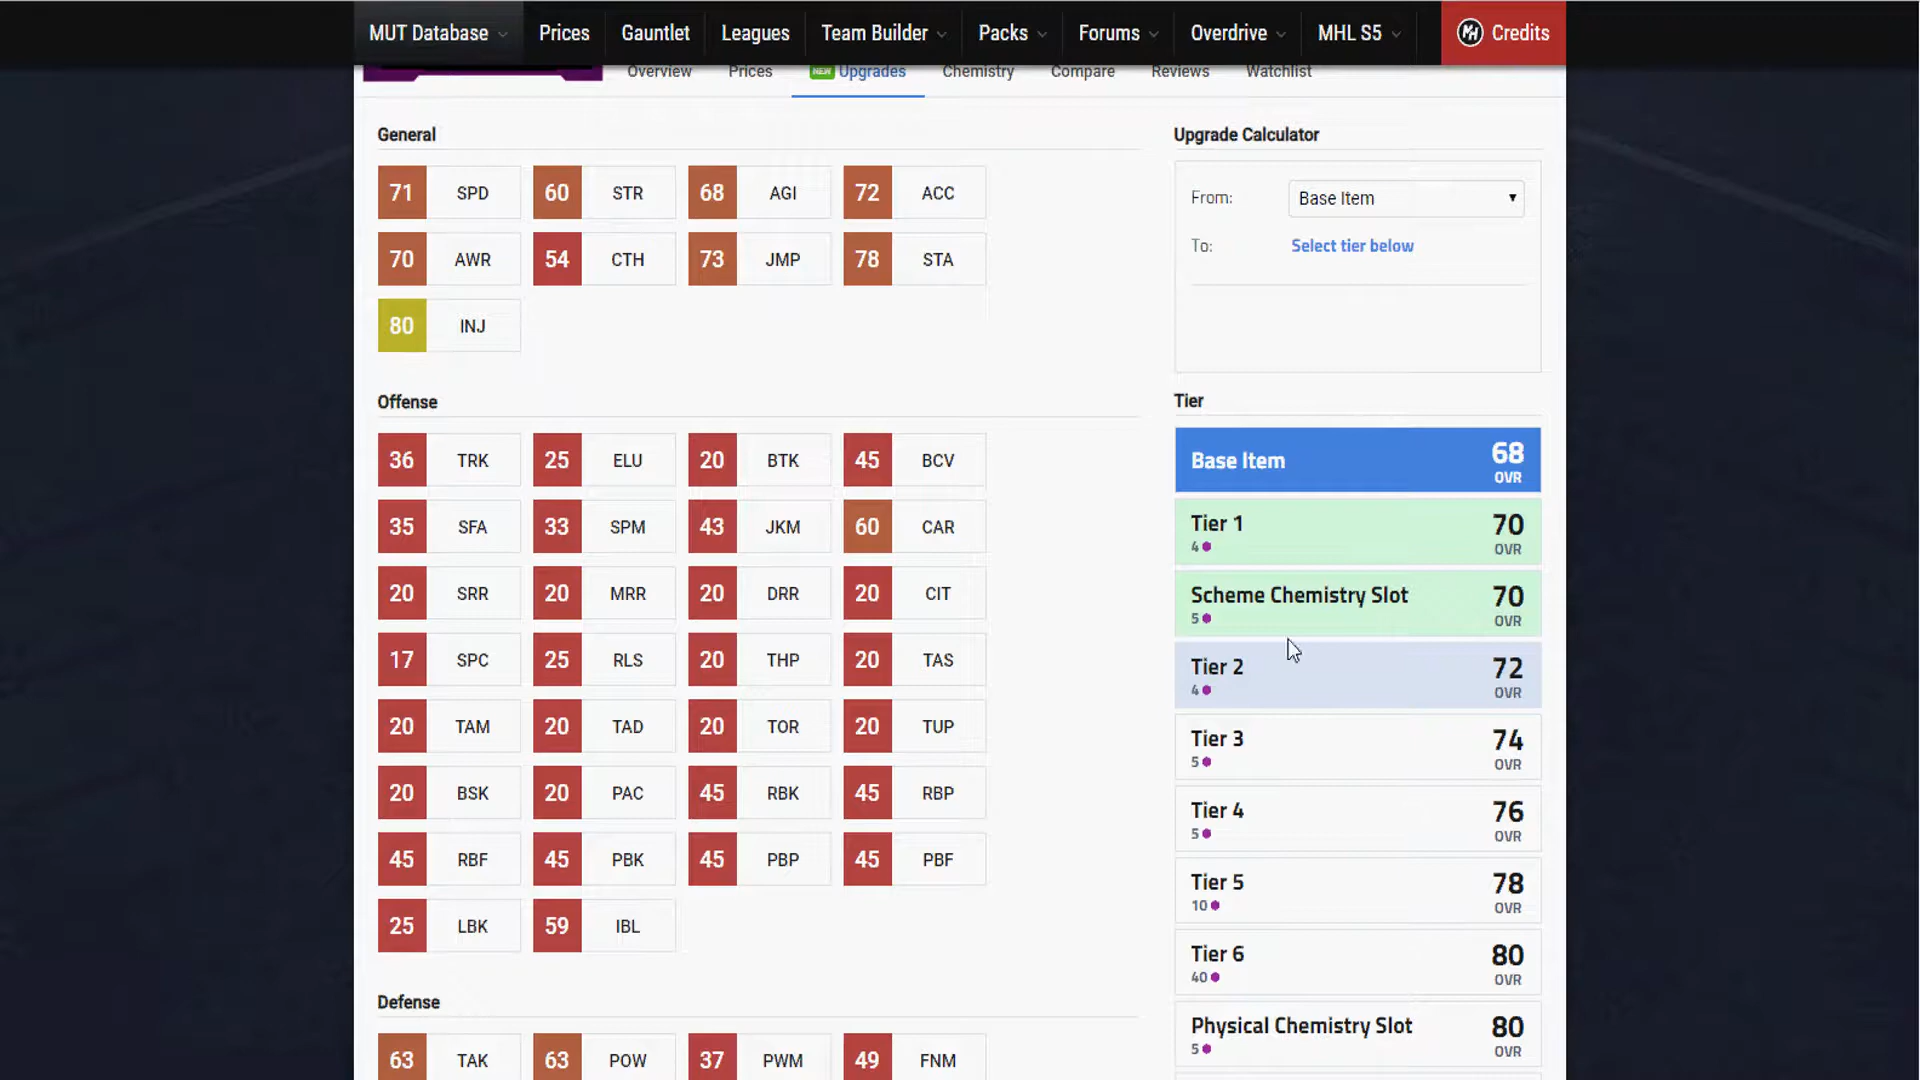 MUT Database Prices Gauntlet Leagues Team Builder Packs Forums Overdrive MHL S5 Credits
Overview Prices NEW Upgrades Chemistry Compare Reviews Watchlist
General
71 SPD 60 STR 68 AGI 72 ACC
70 AWR 54 CTH 73 JMP 78 STA
80 INJ
Offense
36 TRK 25 ELU 20 BTK 45 BCV
35 SFA 33 SPM 43 JKM 60 CAR
20 SRR 20 MRR 20 DRR 20 CIT
17 SPC 25 RLS 20 THP 20 TAS
20 TAM 20 TAD 20 TOR 20 TUP
20 BSK 20 PAC 45 RBK 45 RBP
45 RBF 45 PBK 45 PBP 45 PBF
25 LBK 59 IBL
Defense
63 TAK 63 POW 37 PWM 49 FNM
Upgrade Calculator
From: Base Item
To: Select tier below
Tier
Base Item 68
OVR
Tier 1 70
4 OVR
Scheme Chemistry Slot 70
5 OVR
Tier 2 72
4 OVR
Tier 3 74
5 OVR
Tier 4 76
5 OVR
Tier 5 78
10 OVR
Tier 6 80
40 OVR
Physical Chemistry Slot 80
5 OVR